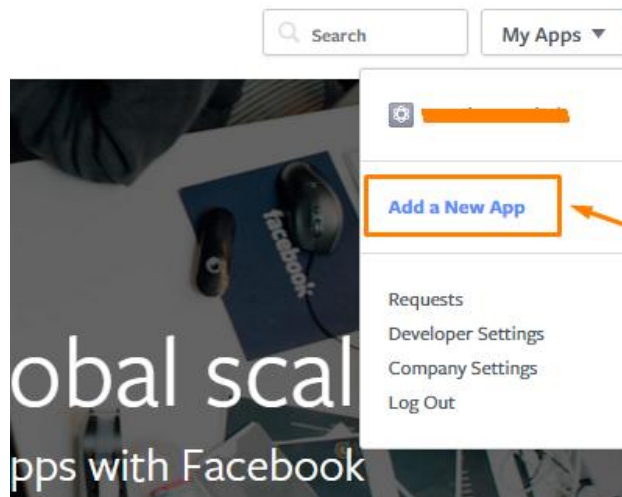 Search
My Apps
Add a New App
Requests
Developer Settings
Company Settings
Log Out
facebook
obal scal
pps with Facebook